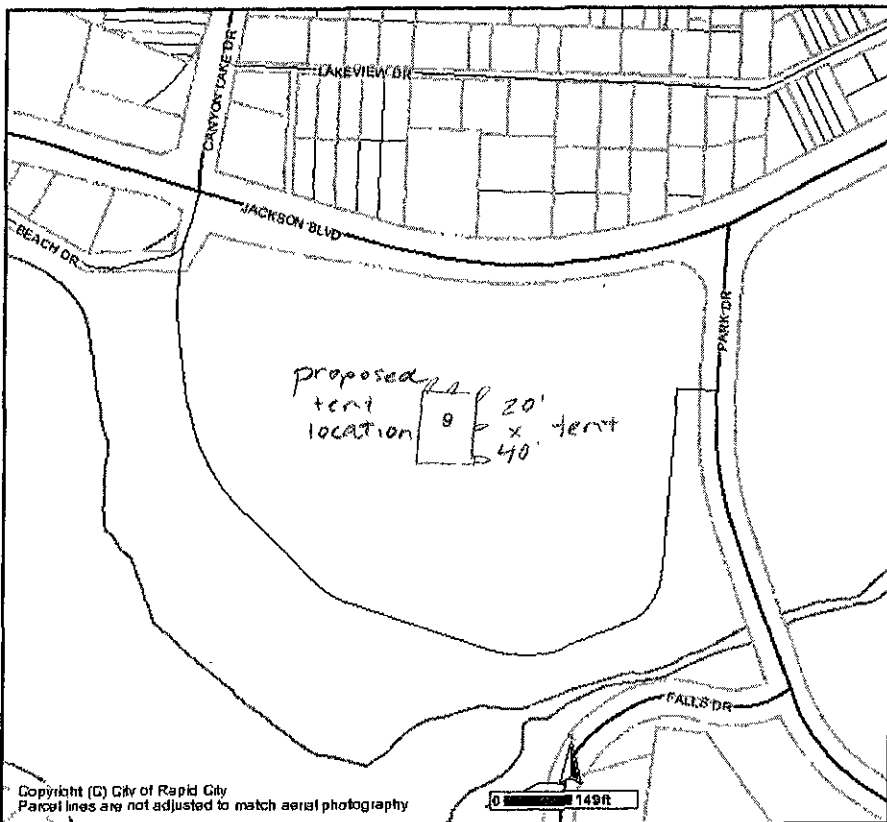 CANYON LAKE DR
LAKEVIEW DR
JACKSON BLVD
BEACH DR
PARK DR
proposed
tent
location
9
20'
x tent
40'
FALLS DR
Copyright (C) City of Rapid City
Parcel lines are not adjusted to match aerial photography
0 149ft